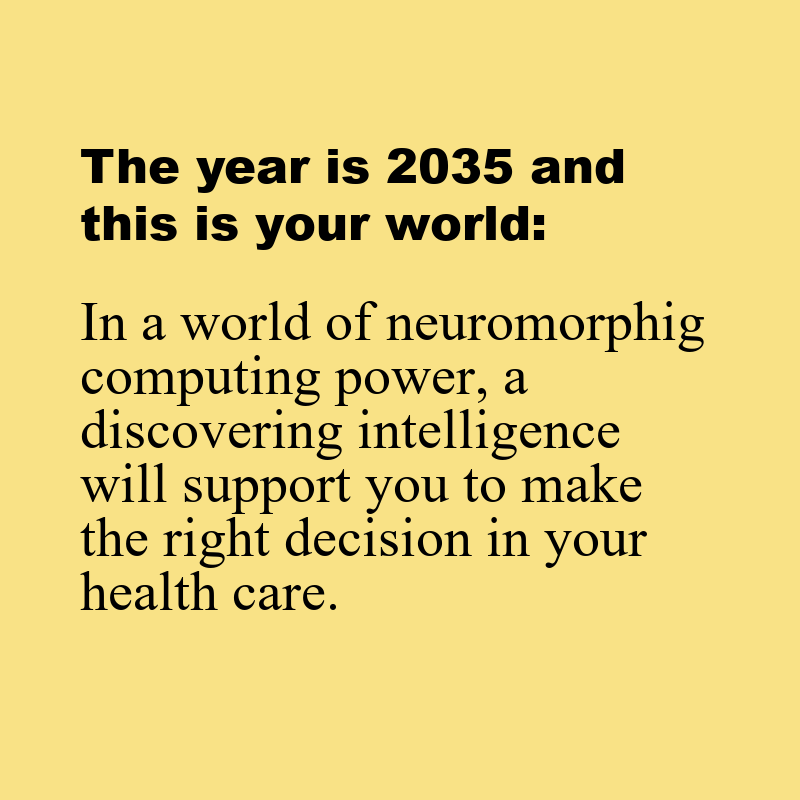 The year is 2035 and
this is your world:
In a world of neuromorphig
computing power, a
discovering intelligence
will support you to make
the right decision in your
health care.